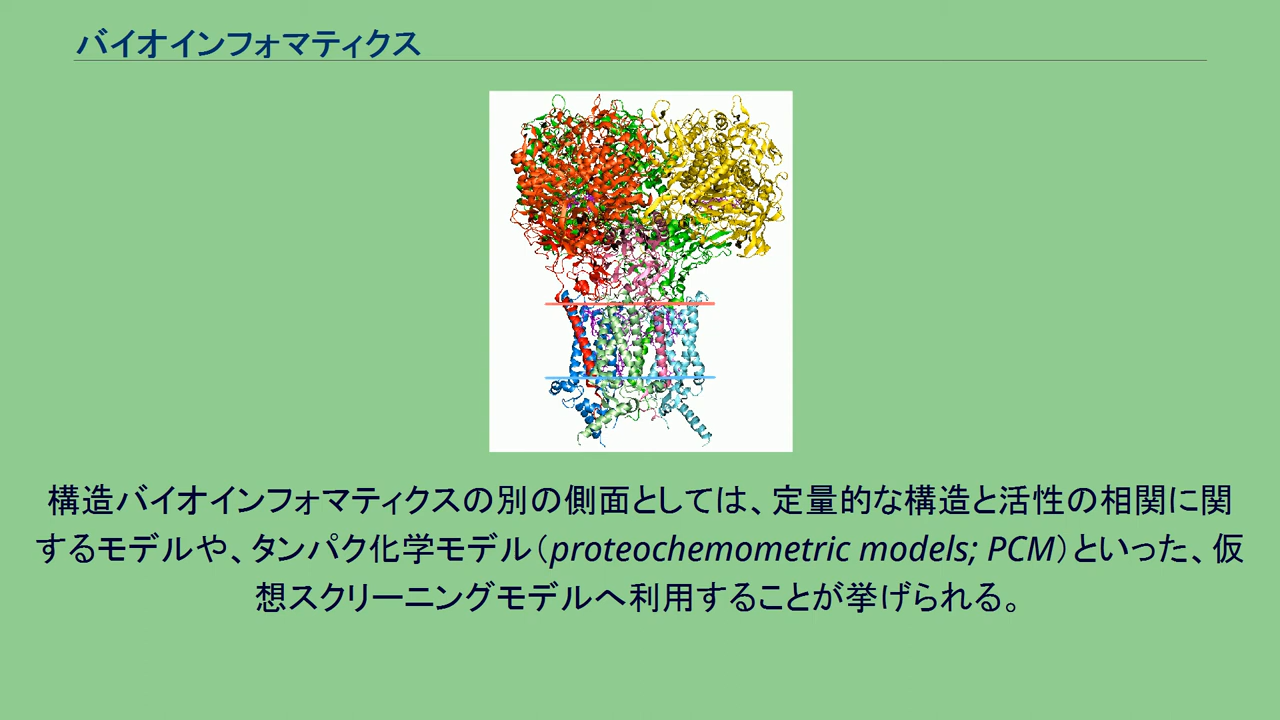 バイオインフォマティクス
構造バイオインフォマティクスの別の側面としては、定量的な構造と活性の相関に関
するモデルや、タンパク化学モデル（proteochemometric models; PCM）といった、仮
想スクリーニングモデルへ利用することが挙げられる。